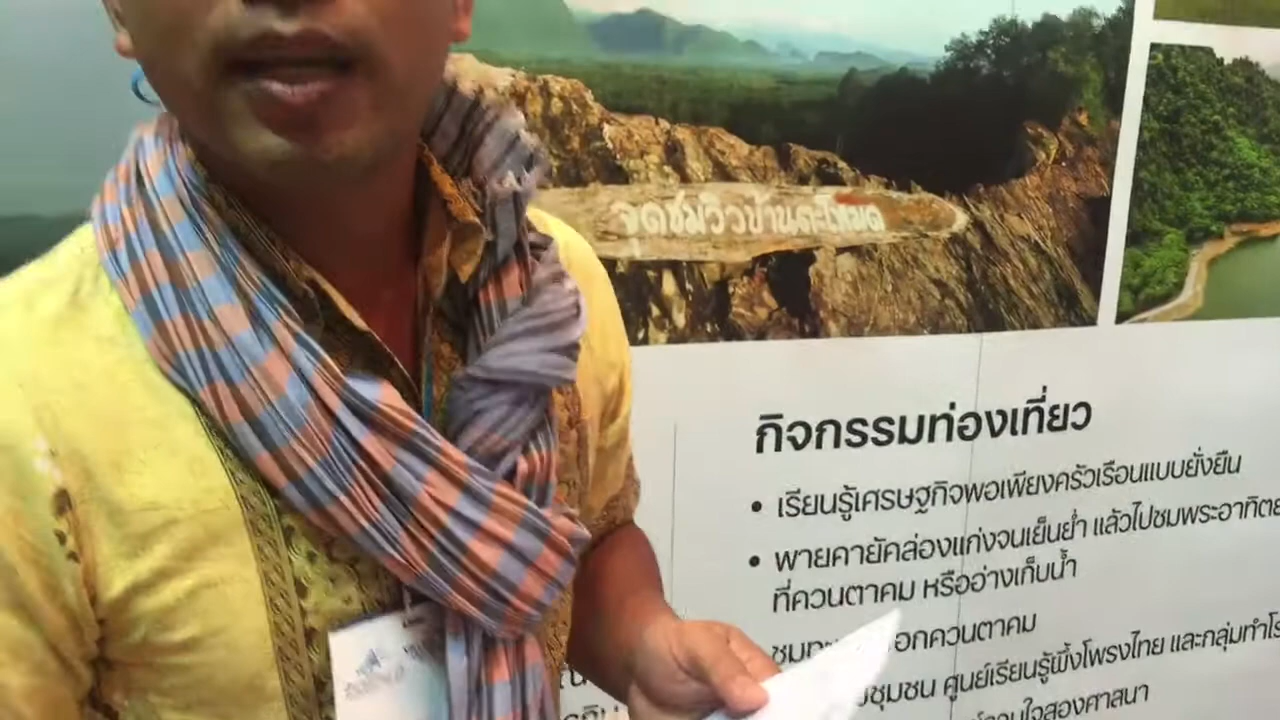 จุดชมวิวบ้านตะโหมด
กิจกรรมท่องเที่ยว
• เรียนรู้เศรษฐกิจพอเพียงครัวเรือนแบบยั่งยืน
• พายคายัคล่องแก่งจนเย็นย่ำ แล้วไปชมพระอาทิตย
ที่ควนตาคม หรืออ่างเก็บน้ำ
อกควนตาคม
ชุมชน ศูนย์เรียนรู้ผึ้งโพรงไทย และกลุ่มทำโร
สองศาสนา